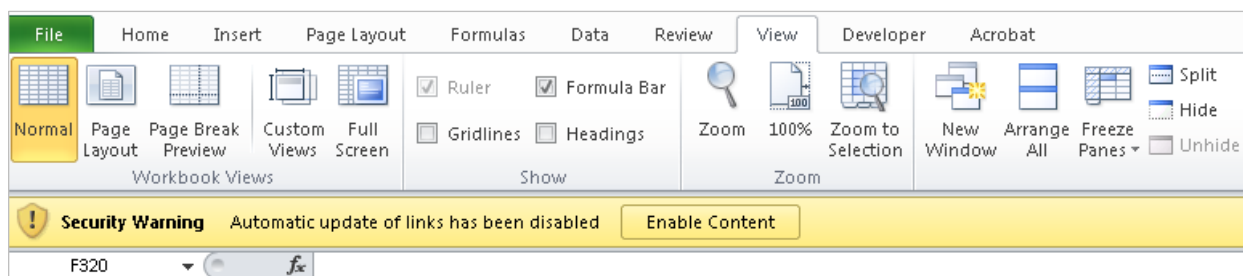 File Home Insert Page Layout Formulas Data Review View Developer Acrobat
Normal Page Layout Page Break Preview Custom Views Full Screen
Ruler Formula Bar
Gridlines Headings
Zoom 100% Zoom to Selection
100
New Window Arrange All Freeze Panes
Split
Hide
Unhide
Workbook Views Show Zoom
Security Warning Automatic update of links has been disabled Enable Content
F320 fx